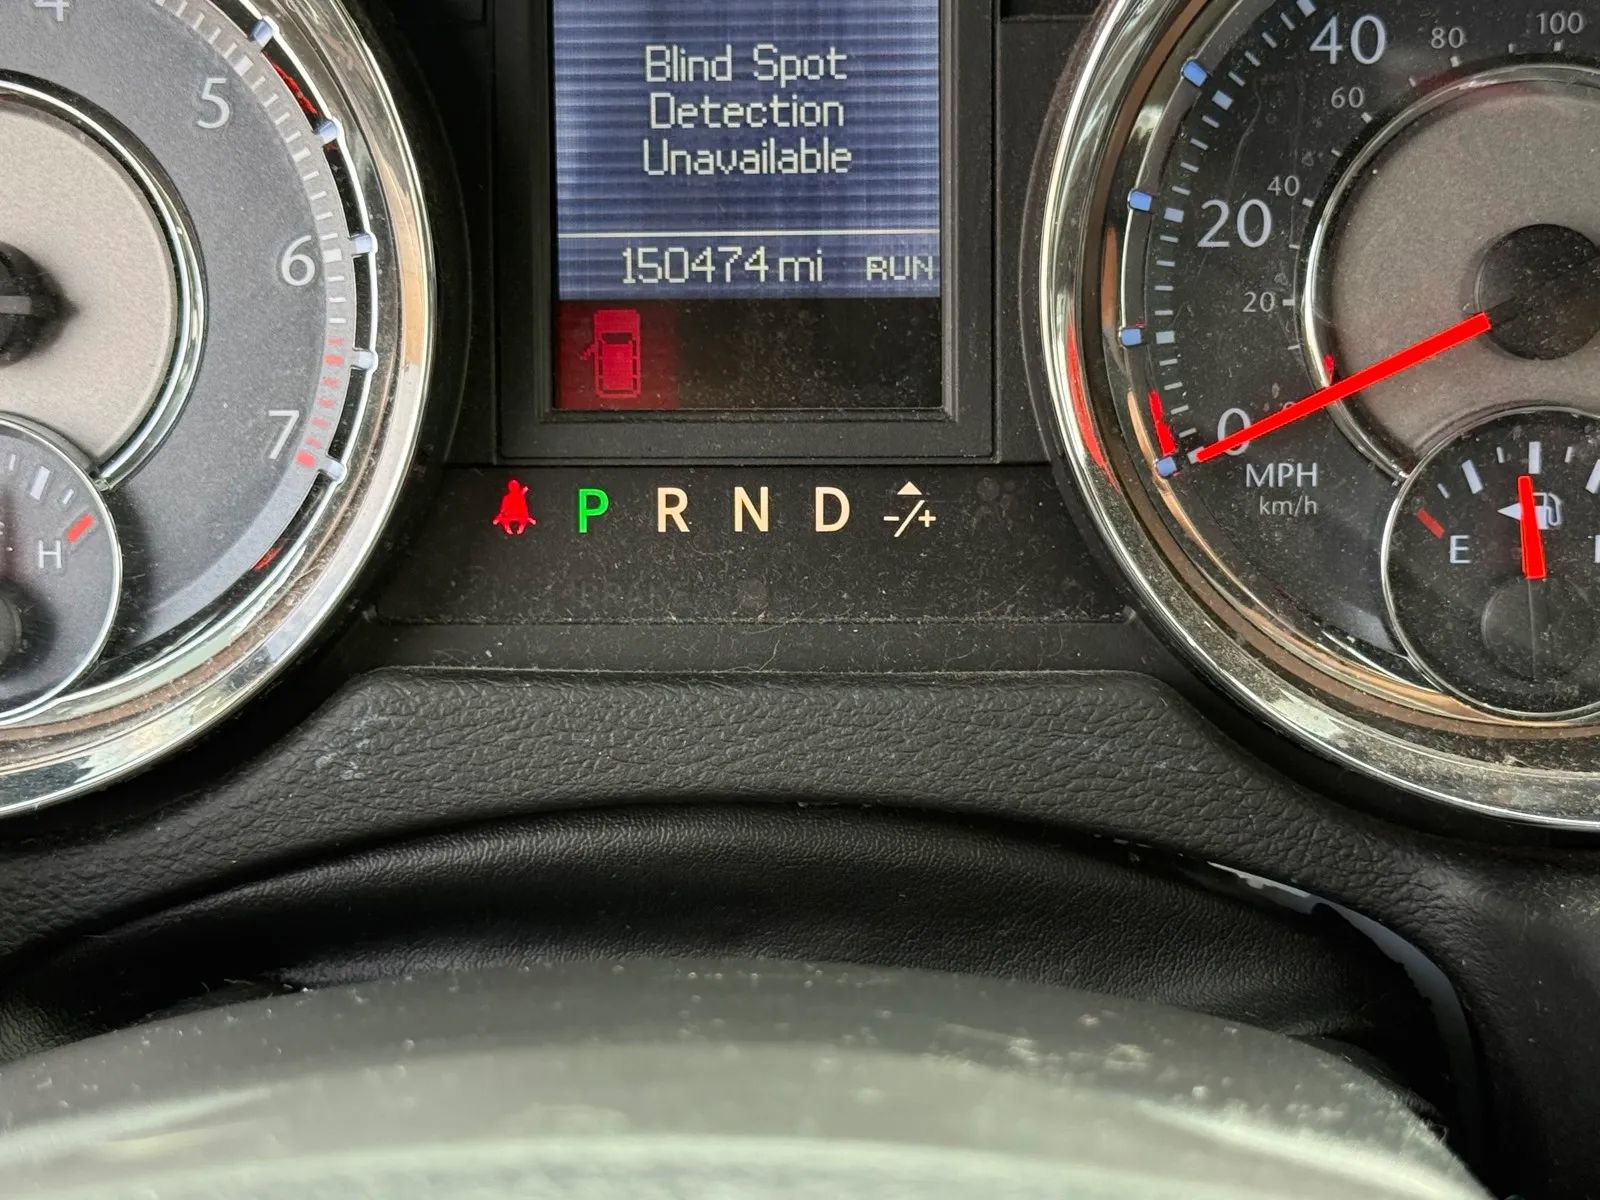 4
5
6
7
H
Blind Spot
Detection
Unavailable
150474 mi RUN
P R N D -/+
40
20
0
100
80
60
40
20
MPH
km/h
E